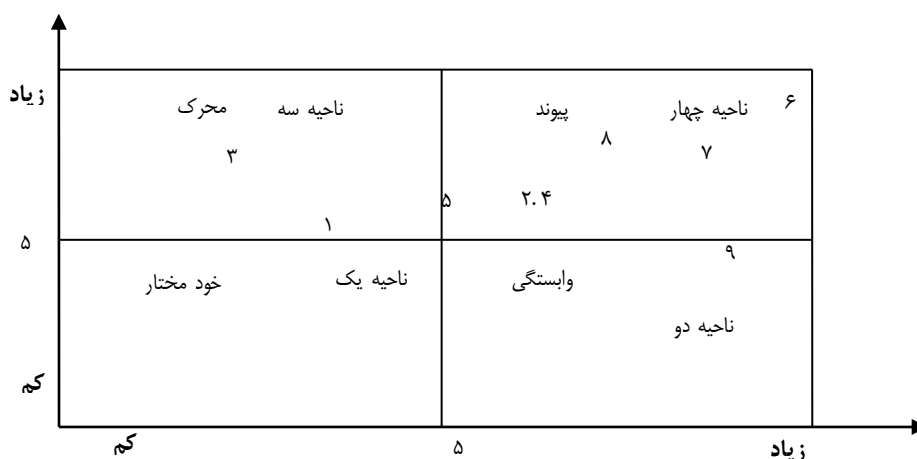 زیاد
ناحیه چهار ۶
پیوند
ناحیه سه
محرک
۸
۷
۳
۲.۴
۵
۱
۵
۹
وابستگی
ناحیه یک
خود مختار
ناحیه دو
کم
کم
۵
زیاد